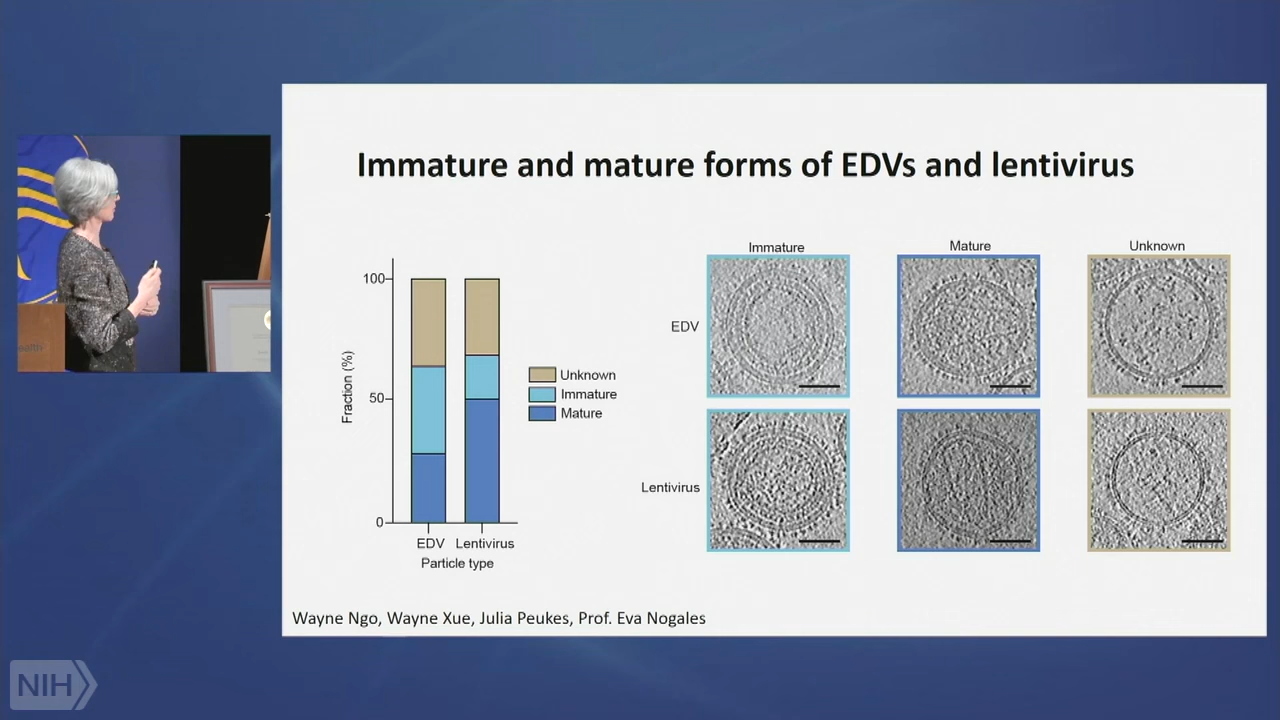 Immature and mature forms of EDVs and lentivirus
100
50
0
Fraction (%)
EDV Lentivirus
Particle type
Unknown
Immature
Mature
Immature Mature Unknown
EDV
Lentivirus
Wayne Ngo, Wayne Xue, Julia Peukes, Prof. Eva Nogales
NIH